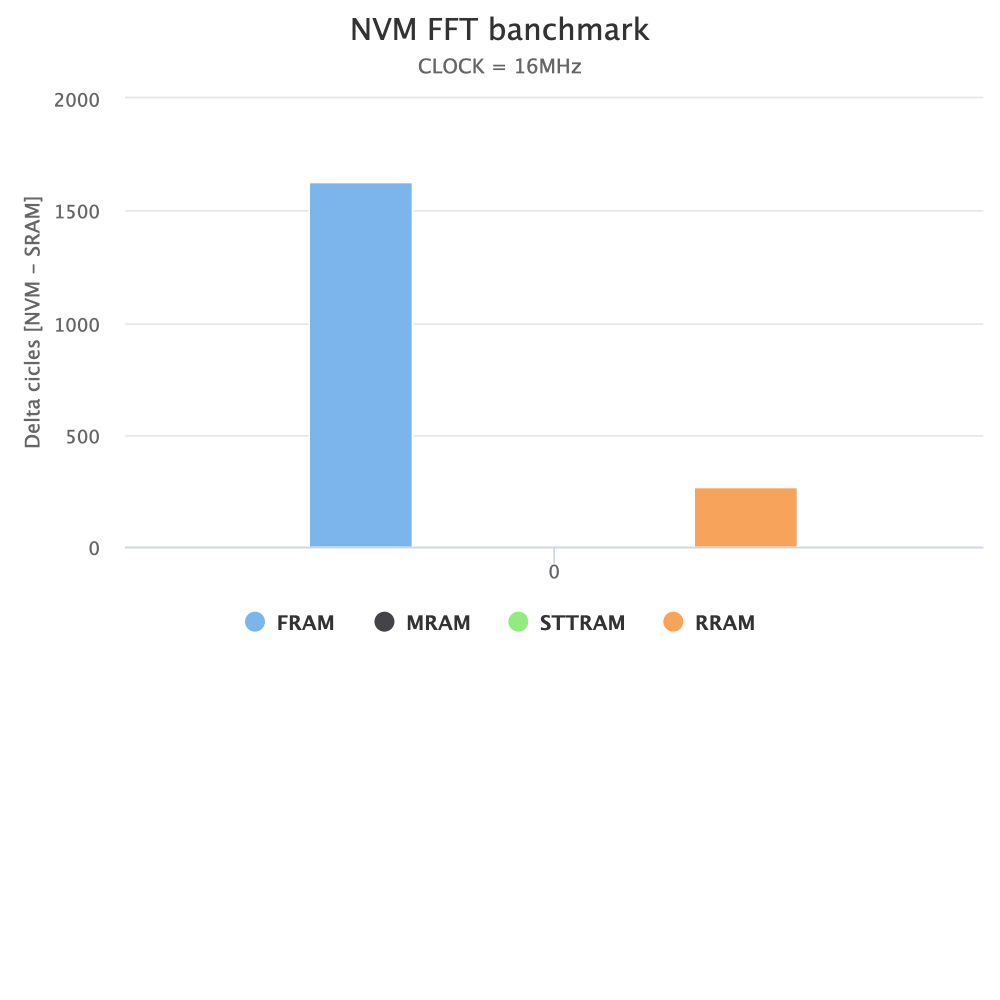 NVM FFT banchmark
CLOCK = 16MHz
Delta cicles [NVM – SRAM]
2000
1500
1000
500
0
0
FRAM
MRAM
STTRAM
RRAM